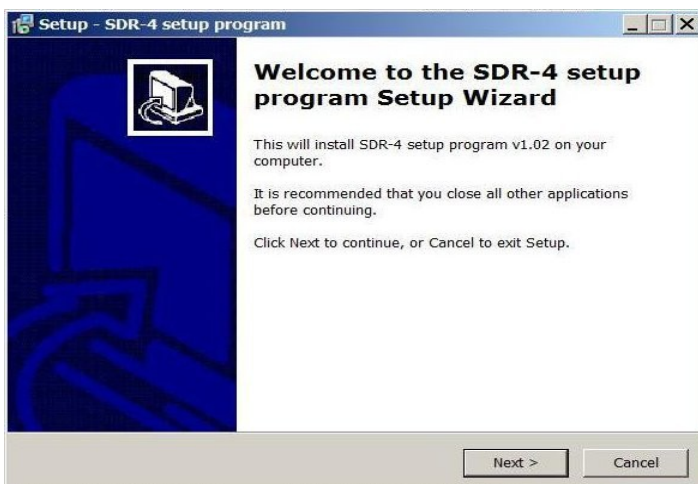 Setup - SDR-4 setup program
Welcome to the SDR-4 setup
program Setup Wizard
This will install SDR-4 setup program v1.02 on your
computer.
It is recommended that you close all other applications
before continuing.
Click Next to continue, or Cancel to exit Setup.
Next >
Cancel